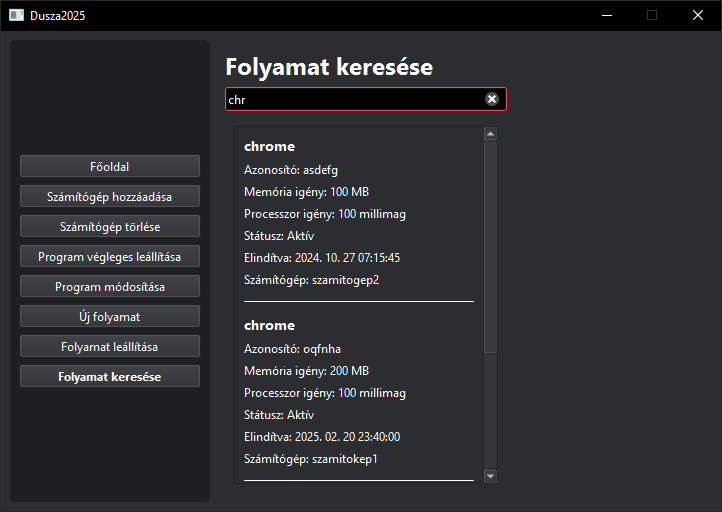 Dusza2025
Főoldal
Számítógép hozzáadása
Számítógép törlése
Program végleges leállítása
Program módosítása
Új folyamat
Folyamat leállítása
Folyamat keresése
Folyamat keresése
chr
chrome
Azonosító: asdefg
Memória igény: 100 MB
Processzor igény: 100 millimag
Státusz: Aktív
Elindítva: 2024. 10. 27 07:15:45
Számítógép: szamitogep2
chrome
Azonosító: oqfnha
Memória igény: 200 MB
Processzor igény: 100 millimag
Státusz: Aktív
Elindítva: 2025. 02. 20 23:40:00
Számítógép: szamitokep1